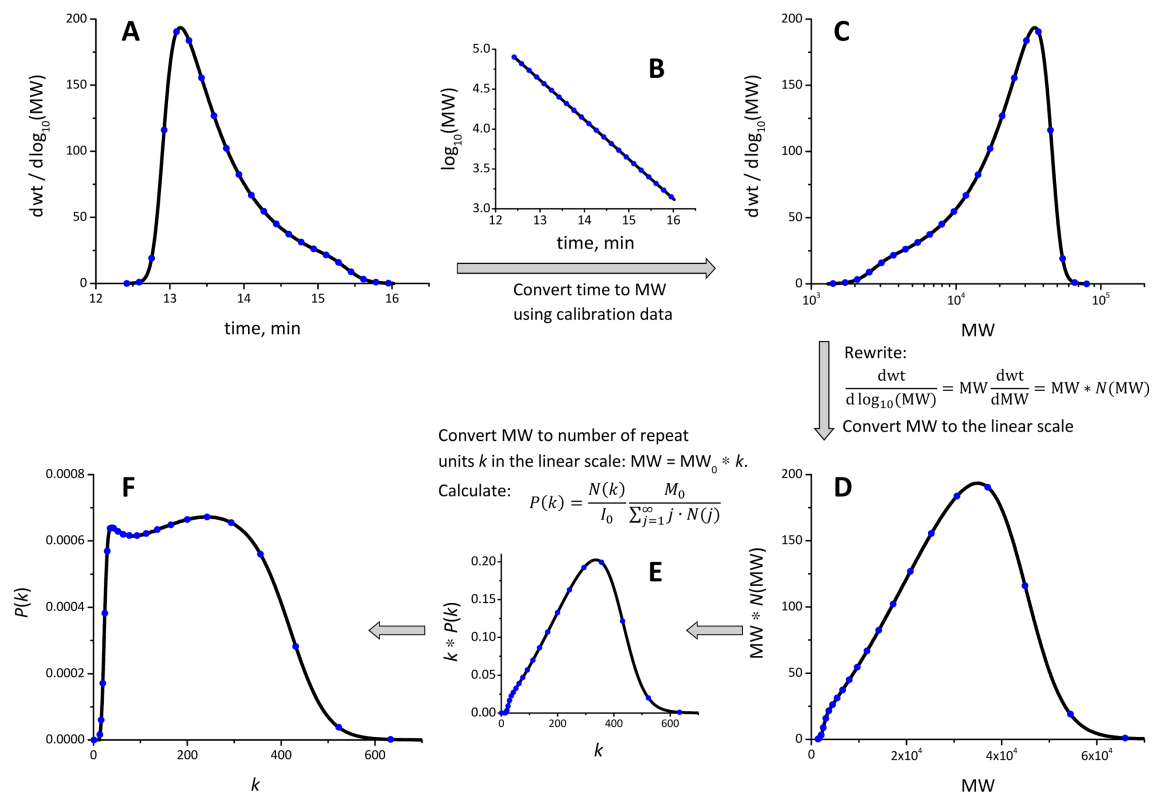 A
dwt / dlog₁₀(MW)
200
150
100
50
0
12
13
14
15
16
time, min
B
log₁₀(MW)
5.0
4.5
4.0
3.5
3.0
12
13
14
15
16
time, min
Convert time to MW
using calibration data
C
dwt / dlog₁₀(MW)
200
150
100
50
0
10³
10⁴
10⁵
MW
Rewrite:
dwt / d log₁₀(MW) = MW dwt / dMW = MW * N(MW)
Convert MW to the linear scale
D
MW * N(MW)
200
150
100
50
0
0
2x10⁴
4x10⁴
6x10⁴
MW
Convert MW to number of repeat
units k in the linear scale: MW = MW₀ * k.
Calculate: P(k) = N(k) / I₀ M₀ / ∑_{j=1}^{∞} j · N(j)
E
k * P(k)
0.20
0.15
0.10
0.05
0.00
0
200
400
600
k
F
P(k)
0.0008
0.0006
0.0004
0.0002
0.0000
0
200
400
600
k